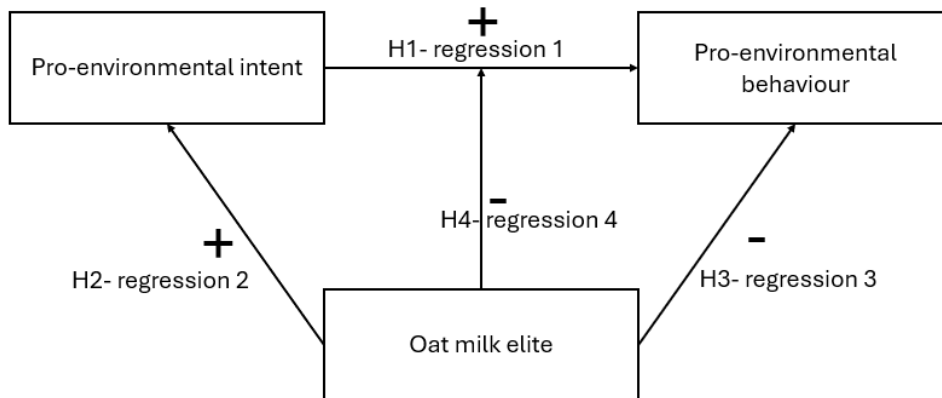 +
H1- regression 1
Pro-environmental intent
Pro-environmental
behaviour
-
H4- regression 4
+
-
H2- regression 2
H3- regression 3
Oat milk elite